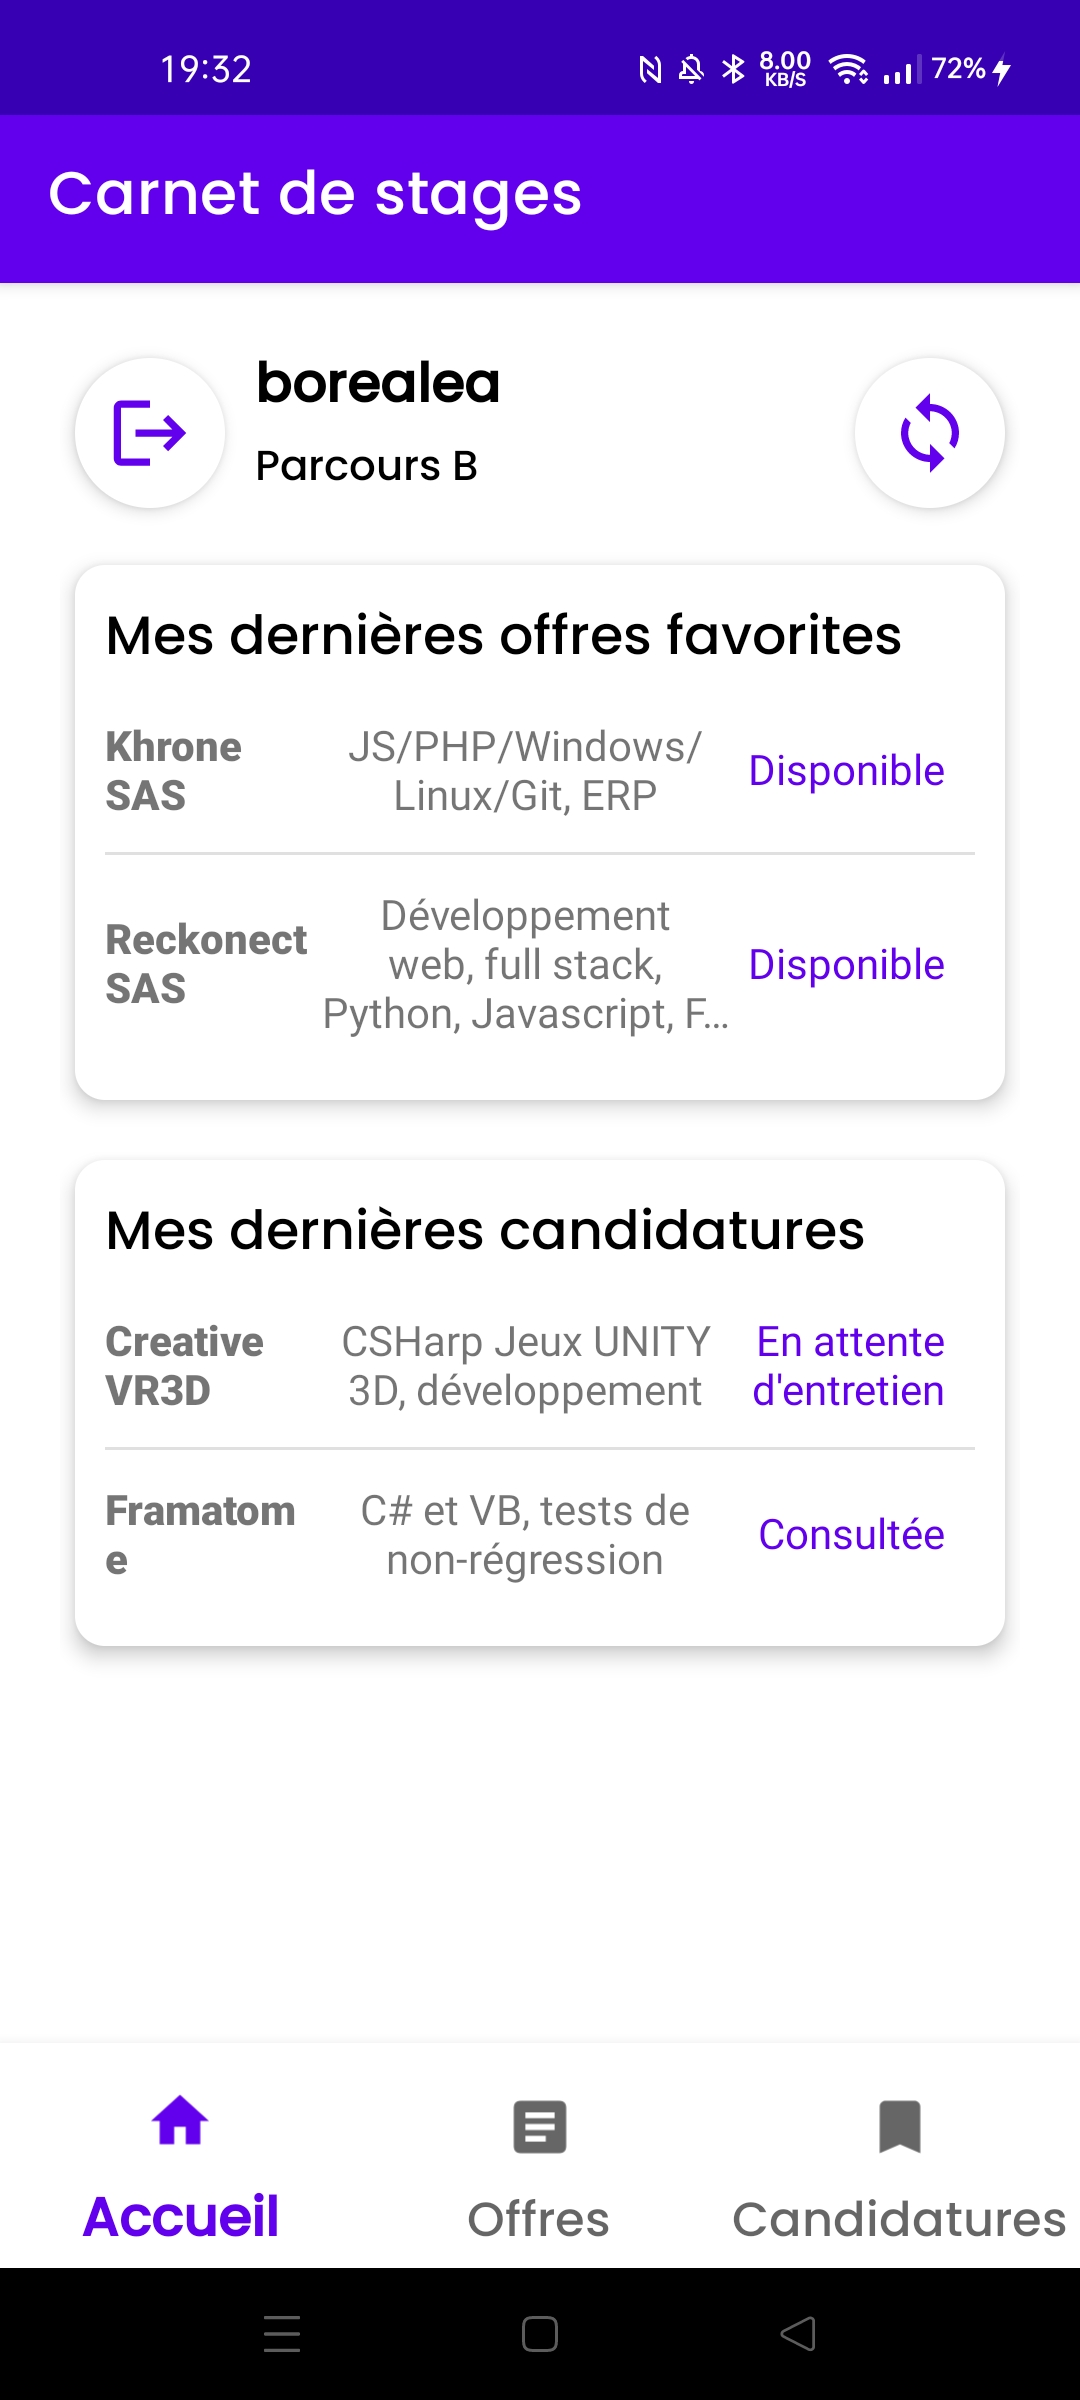 19:32
8.00
KB/S
72%
Carnet de stages
borealea
Parcours B
Mes dernières offres favorites
Khrone
SAS
JS/PHP/Windows/
Linux/Git, ERP
Disponible
Reckonect
SAS
Développement
web, full stack,
Python, Javascript, F...
Disponible
Mes dernières candidatures
Creative
VR3D
CSHarp Jeux UNITY
3D, développement
En attente
d'entretien
Framatom
e
C# et VB, tests de
non-régression
Consultée
Accueil
Offres
Candidatures